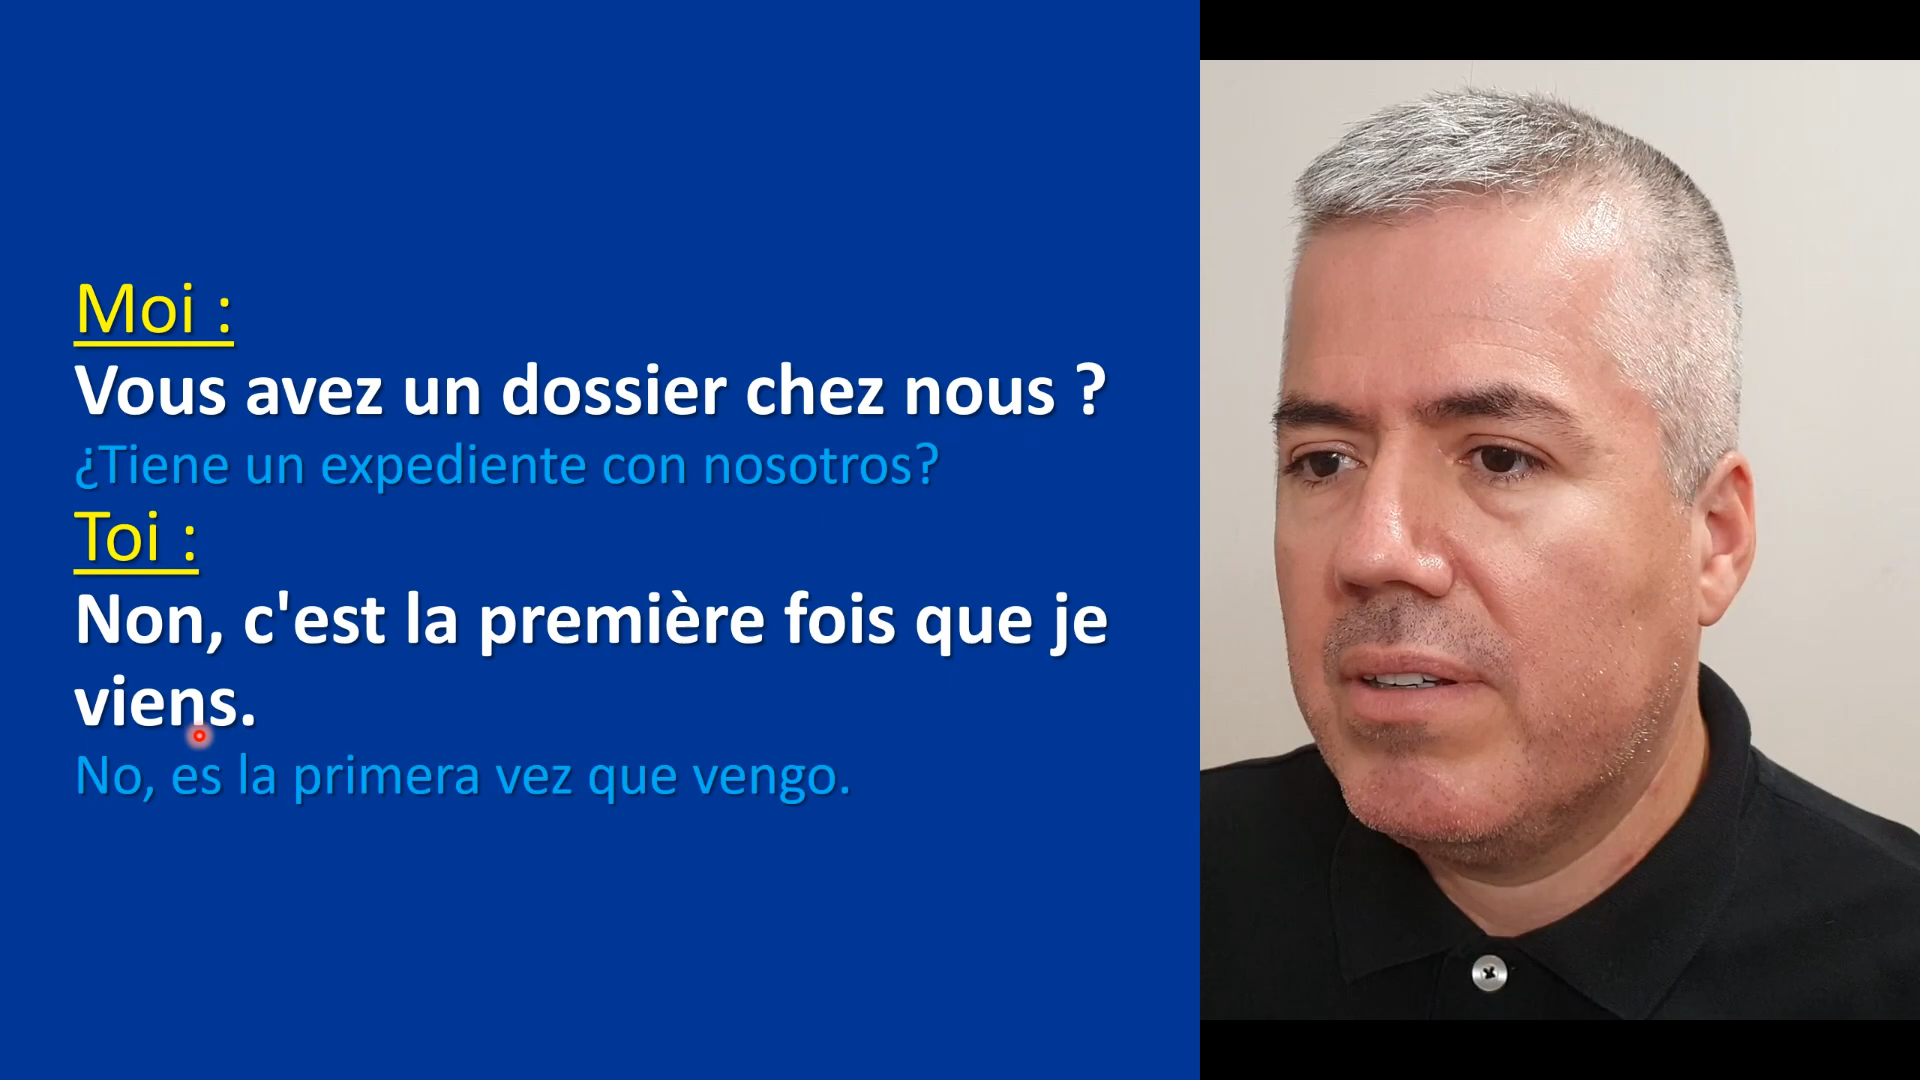 Moi :
Vous avez un dossier chez nous ?
¿Tiene un expediente con nosotros?
Toi :
Non, c'est la première fois que je
viens.
No, es la primera vez que vengo.